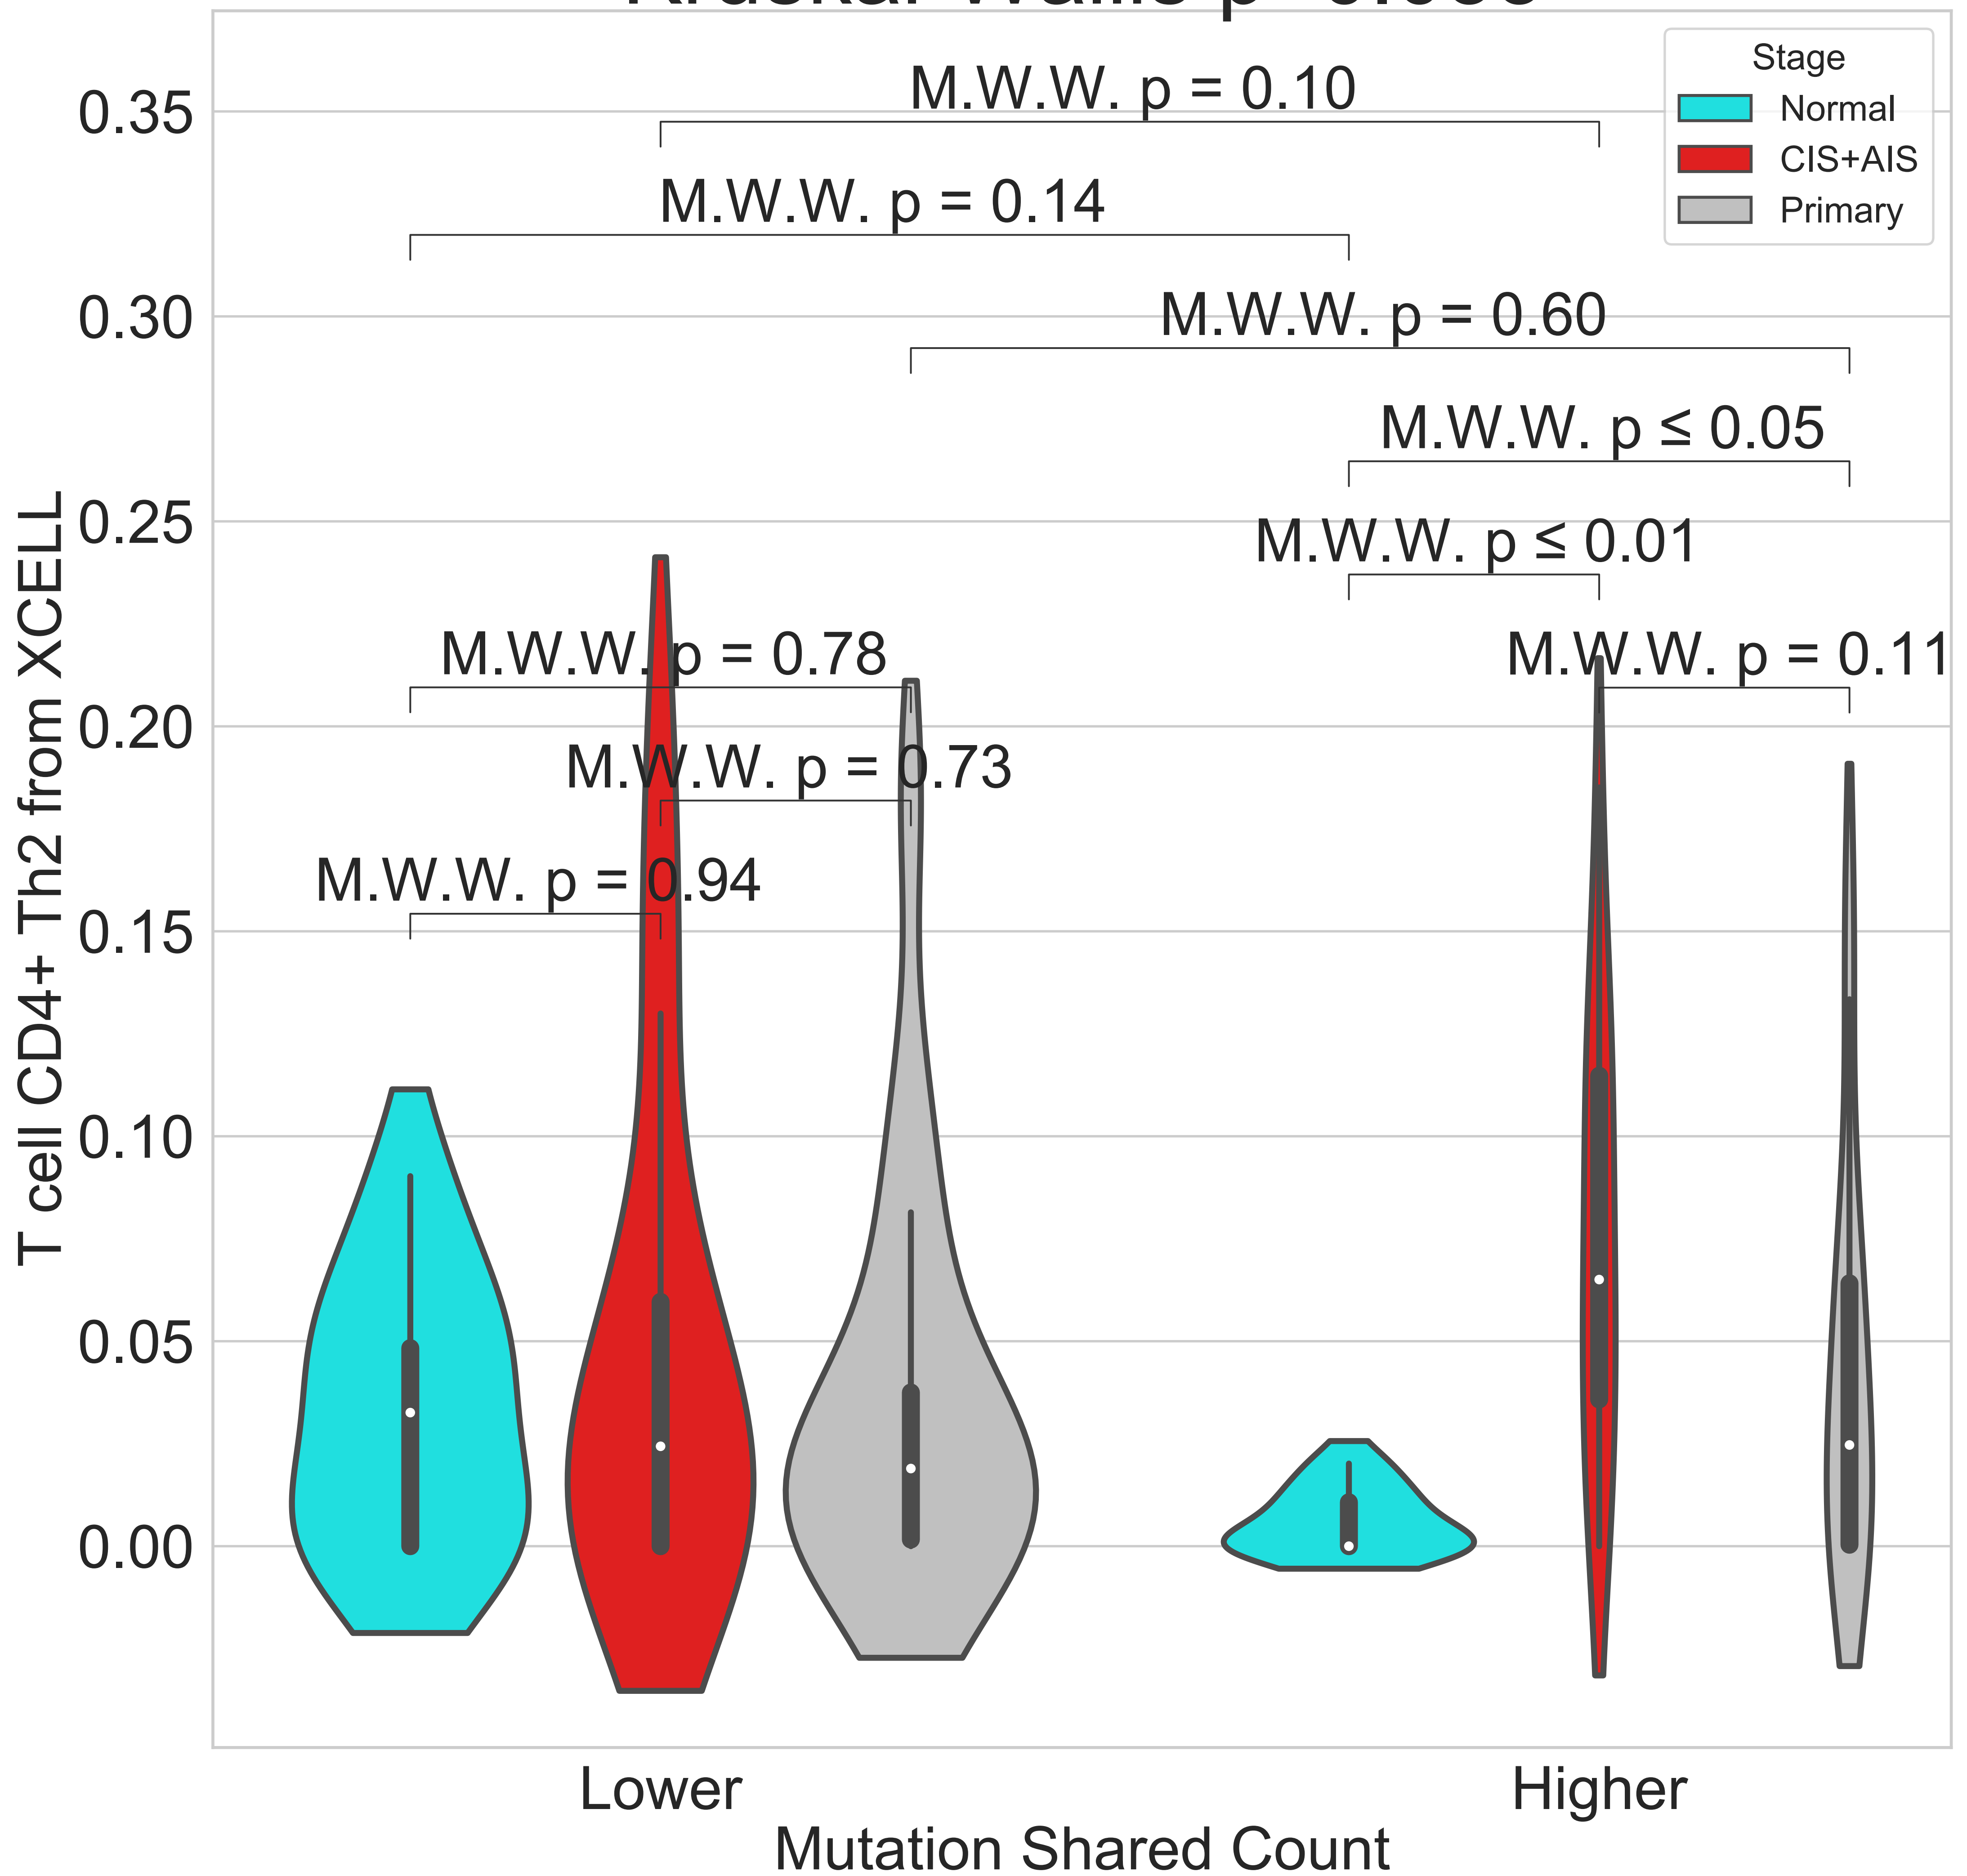 Stage
Normal
CIS+AIS
Primary
M.W.W. p = 0.10
M.W.W. p = 0.14
M.W.W. p = 0.60
M.W.W. p ≤ 0.05
M.W.W. p ≤ 0.01
M.W.W. p = 0.78
M.W.W. p = 0.11
M.W.W. p = 0.73
M.W.W. p = 0.94
T cell CD4+ Th2 from XCELL
0.35
0.30
0.25
0.20
0.15
0.10
0.05
0.00
Lower
Higher
Mutation Shared Count